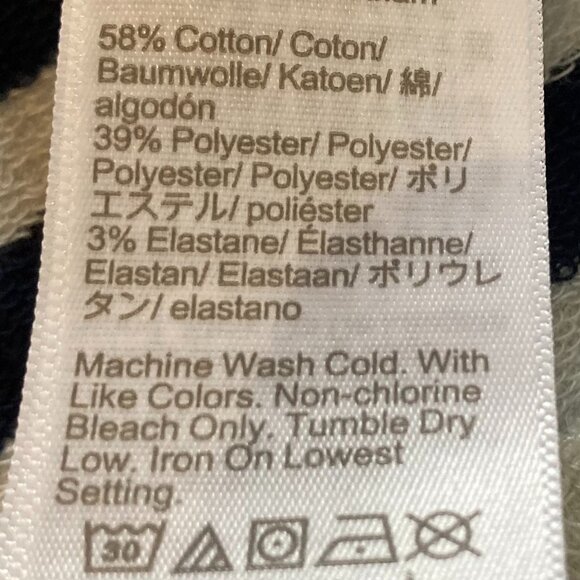 58% Cotton/ Coton/
Baumwolle/ Katoen/ 綿/
algodón
39% Polyester/ Polyester/
Polyester/ Polyester/ ポリ
エステル/ poliéster
3% Elastane/ Élasthanne/
Elastan/ Elastaan/ ポリウレ
タン/ elastano
Machine Wash Cold. With
Like Colors. Non-chlorine
Bleach Only. Tumble Dry
Low. Iron On Lowest
Setting.
30